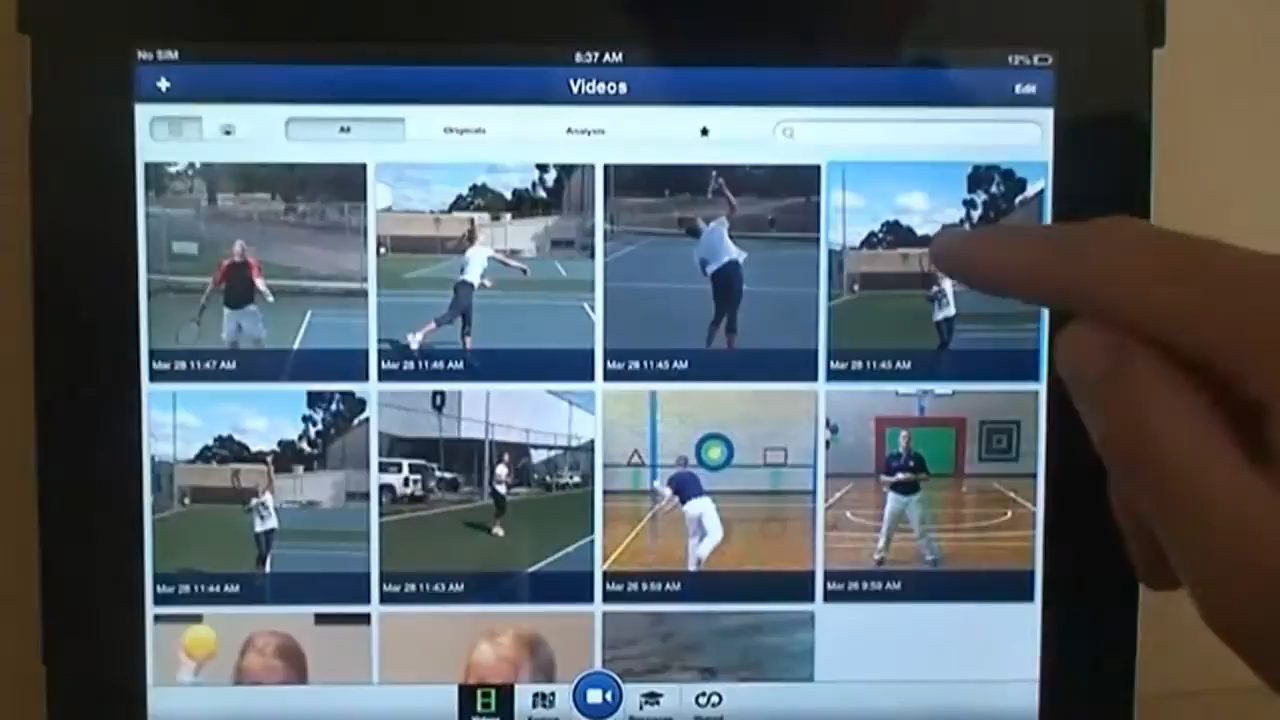 No SIM 8:37 AM 12%
Videos Edit
All Originals Analysis
Mar 28 11:47 AM Mar 28 11:46 AM Mar 28 11:45 AM Mar 28 11:45 AM
Mar 28 11:44 AM Mar 28 11:43 AM Mar 26 9:59 AM Mar 26 9:59 AM
Videos